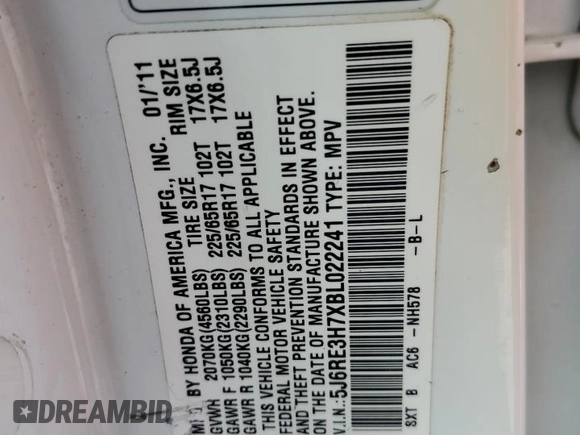 MFD. BY HONDA OF AMERICA MFG., INC. 01/'11
GVWR 2070KG(4560LBS) TIRE SIZE RIM SIZE
GAWR F 1050KG(2310LBS) 225/65R17 102T 17X6.5J
GAWR R 1040KG(2290LBS) 225/65R17 102T 17X6.5J
THIS VEHICLE CONFORMS TO ALL APPLICABLE
FEDERAL MOTOR VEHICLE SAFETY
AND THEFT PREVENTION STANDARDS IN EFFECT
ON THE DATE OF MANUFACTURE SHOWN ABOVE.
V.I.N.: 5J6RE3H7XBL022241 TYPE: MPV
SXT B AC6 -NH578 -B-L
DREAMBID